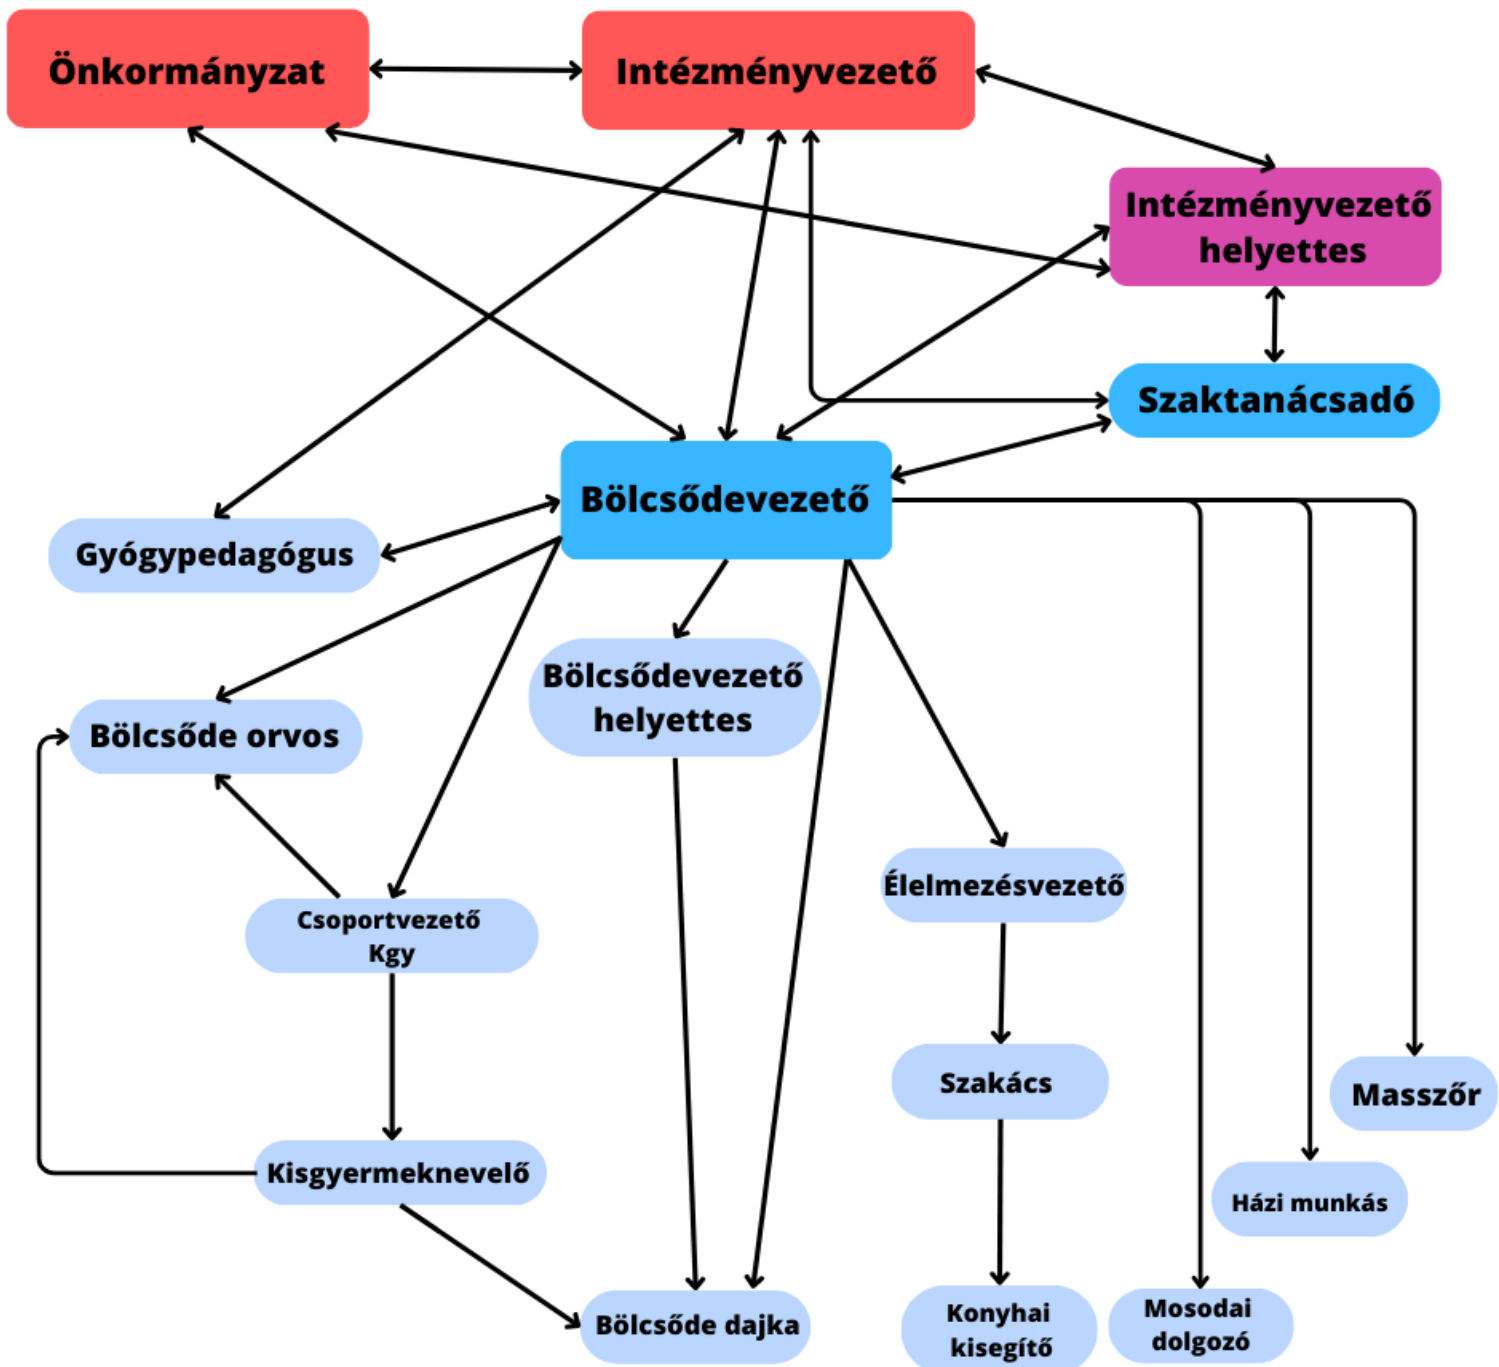 Önkormányzat
Intézményvezető
Intézményvezető
helyettes
Szaktanácsadó
Bölcsődevezető
Gyógypedagógus
Bölcsődevezető
helyettes
Bölcsőde orvos
Élelmezésvezető
Csoportvezető
Kgy
Szakács
Masszőr
Kisgyermeknevelő
Házi munkás
Bölcsőde dajka
Konyhai
kisegítő
Mosodai
dolgozó